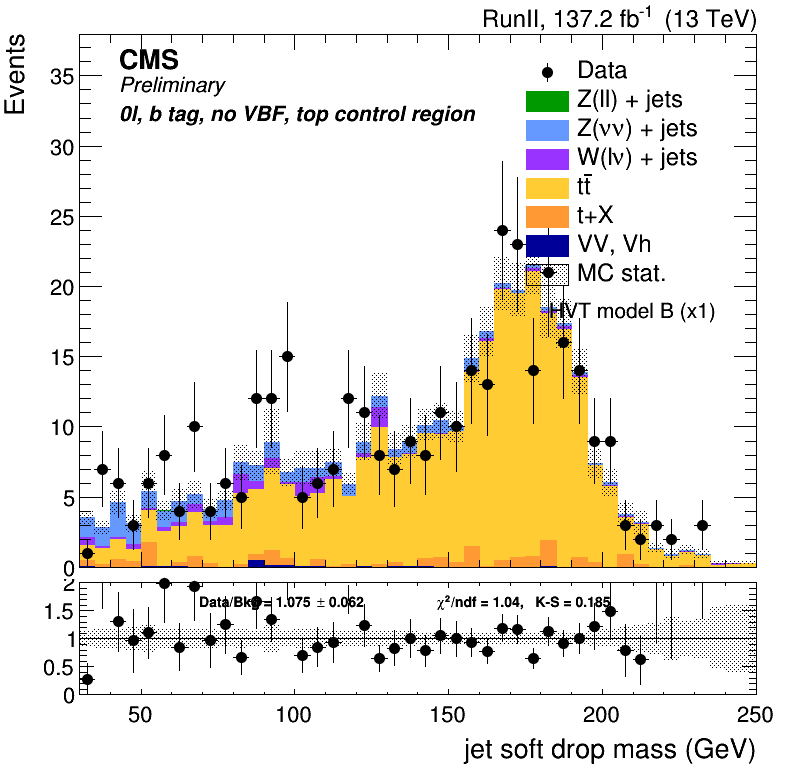 RunII, 137.2 fb⁻¹ (13 TeV)
Events
CMS
Preliminary
0l, b tag, no VBF, top control region
Data
Z(ll) + jets
Z(νν) + jets
W(lν) + jets
tt̄
t+X
VV, Vh
MC stat.
HVT model B (x1)
35
30
25
20
15
10
5
0
Data/Bkg = 1.075 ± 0.062
χ²/ndf = 1.04, K-S = 0.185
2
1.5
1
0.5
0
50 100 150 200 250
jet soft drop mass (GeV)